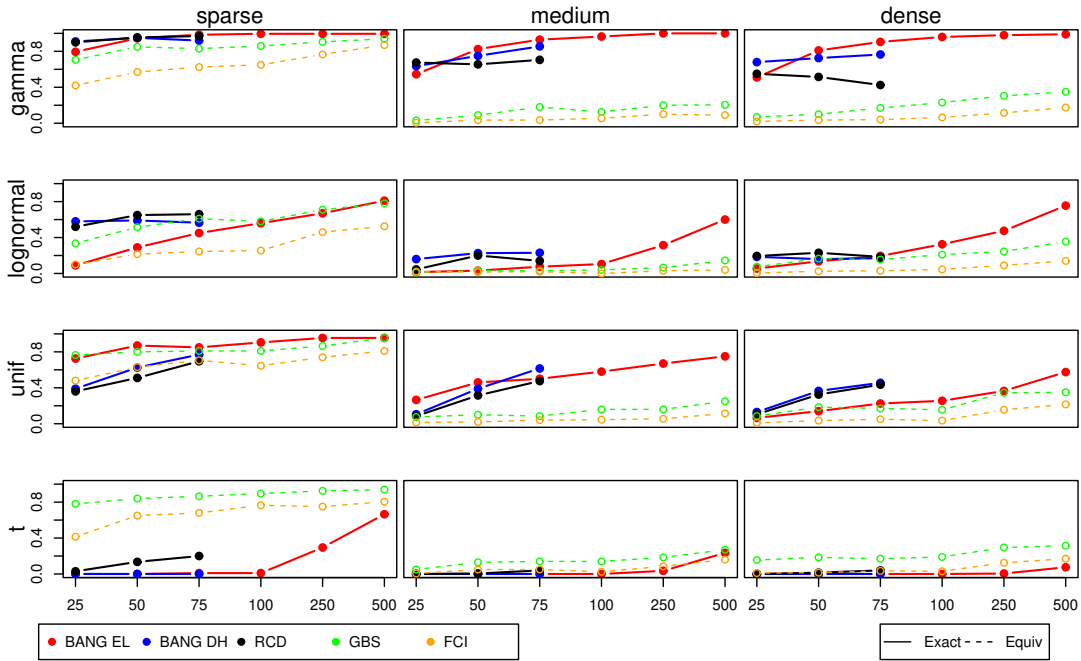 sparse medium dense
gamma
0.0 0.4 0.8
lognormal
0.0 0.4 0.8
unif
0.0 0.4 0.8
t
0.0 0.4 0.8
25 50 75 100 250 500 25 50 75 100 250 500 25 50 75 100 250 500
BANG EL BANG DH RCD GBS FCI Exact Equiv